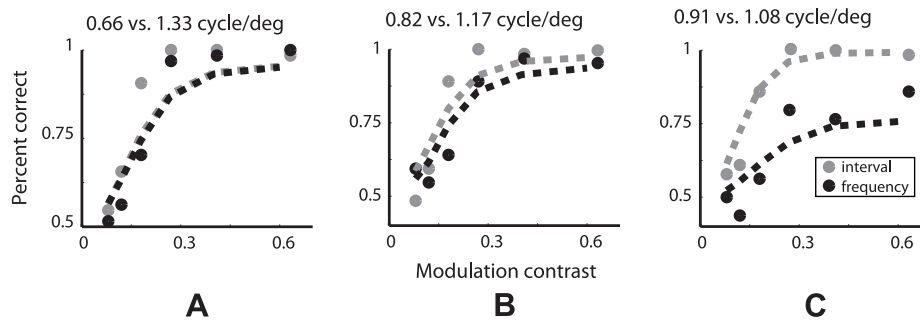 0.66 vs. 1.33 cycle/deg
0.82 vs. 1.17 cycle/deg
0.91 vs. 1.08 cycle/deg
Percent correct
1
0.75
0.5
0
0.3
0.6
1
0.75
0.5
0
0.3
0.6
1
0.75
0.5
0
0.3
0.6
interval
frequency
Modulation contrast
A
B
C